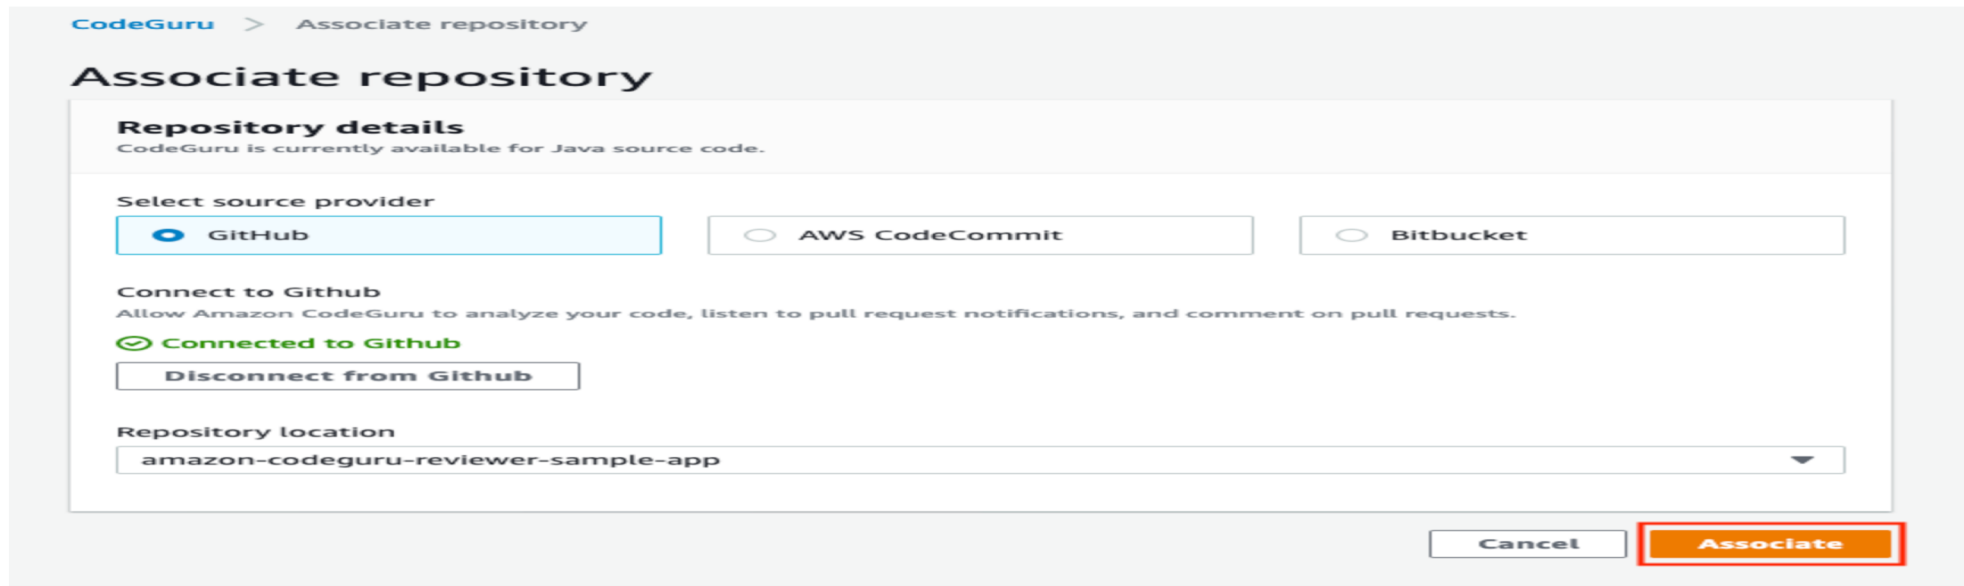 CodeGuru > Associate repository
Associate repository
Repository details
CodeGuru is currently available for Java source code.
Select source provider
GitHub AWS CodeCommit Bitbucket
Connect to Github
Allow Amazon CodeGuru to analyze your code, listen to pull request notifications, and comment on pull requests.
Connected to Github
Disconnect from Github
Repository location
amazon-codeguru-reviewer-sample-app
Cancel Associate